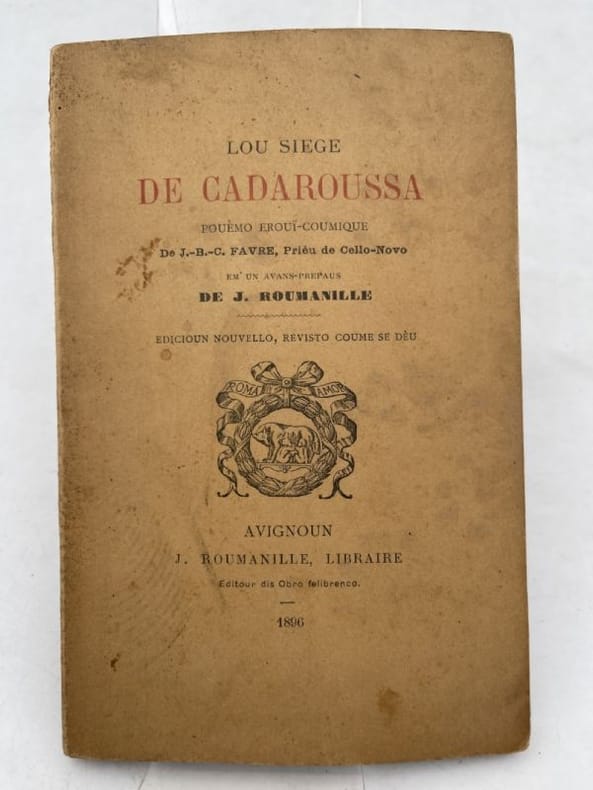 LOU SIEGE
DE CADAROUSSA
POUÈMO EROUÏ-COUMIQUE
De J.-B.-C. FAVRE, Priéu de Cello-Novo
EM' UN AVANS-PREPAUS
DE J. ROUMANILLE
EDICIOUN NOUVELLO, REVISTO COUME SE DÈU
ROMA AMOR
AVIGNOUN
J. ROUMANILLE, LIBRAIRE
Editour dis Obro felibrenco.
1896